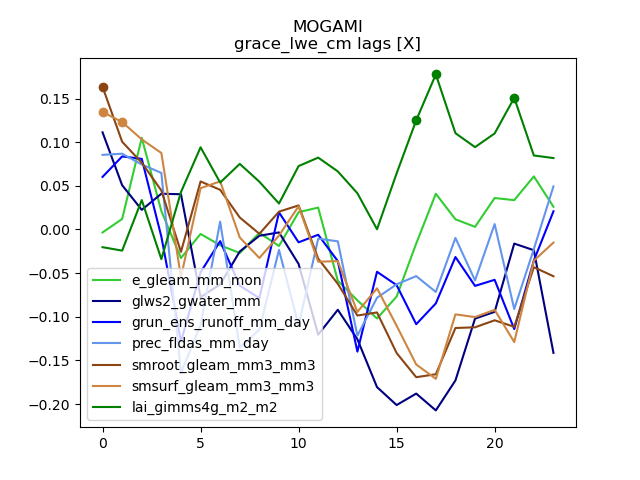 MOGAMI
grace_lwe_cm lags [X]
0.15
0.10
0.05
0.00
−0.05
−0.10
−0.15
−0.20
e_gleam_mm_mon
glws2_gwater_mm
grun_ens_runoff_mm_day
prec_fldas_mm_day
smroot_gleam_mm3_mm3
smsurf_gleam_mm3_mm3
lai_gimms4g_m2_m2
0 5 10 15 20